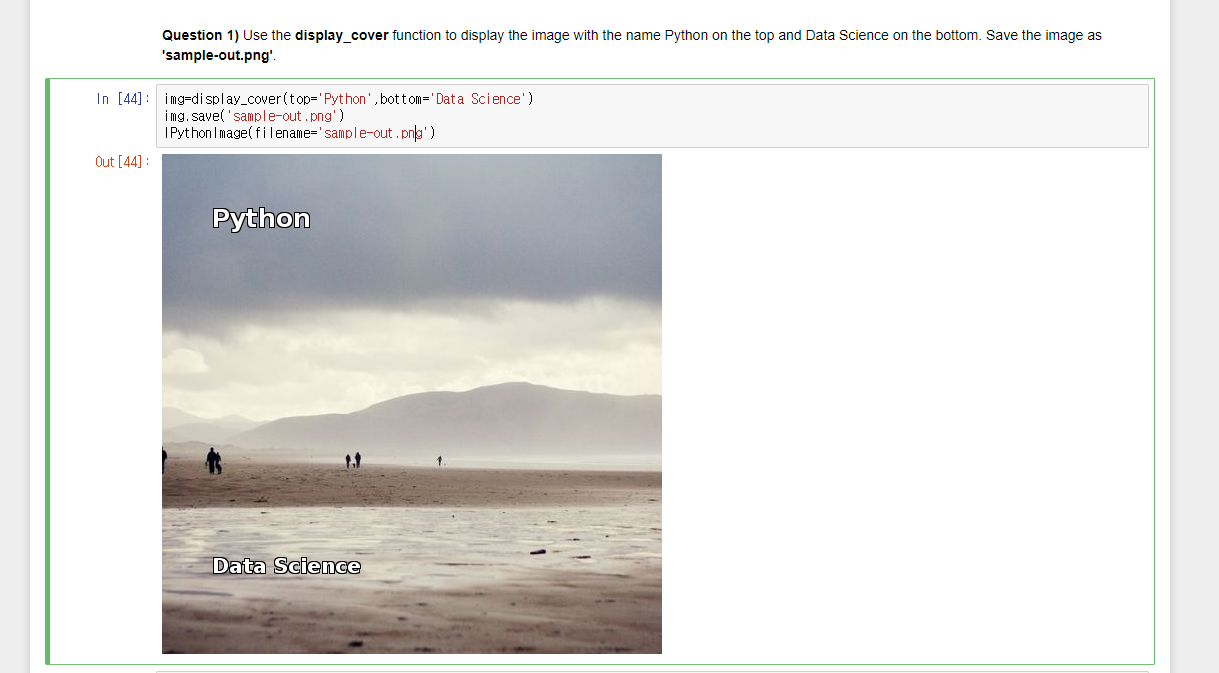 Question 1) Use the display_cover function to display the image with the name Python on the top and Data Science on the bottom. Save the image as
'sample-out.png'.
In [44]:
img=display_cover(top='Python',bottom='Data Science')
img.save('sample-out.png')
IPythonImage(filename='sample-out.png')
Out[44]:
Python
Data Science